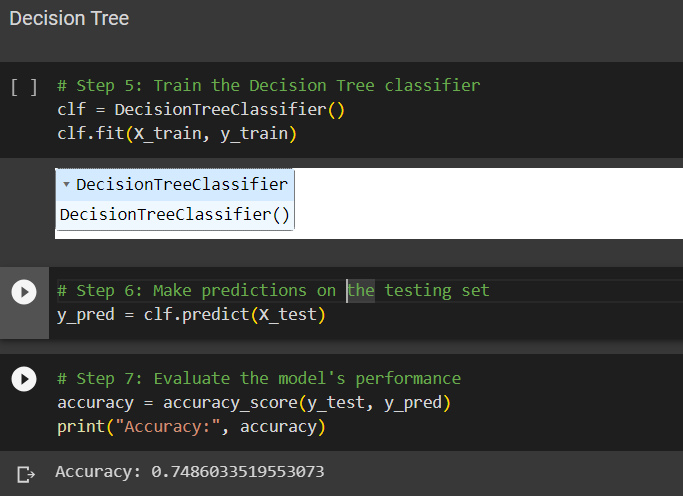 Decision Tree
[ ] # Step 5: Train the Decision Tree classifier
clf = DecisionTreeClassifier()
clf.fit(X_train, y_train)
▾ DecisionTreeClassifier
DecisionTreeClassifier()
# Step 6: Make predictions on the testing set
y_pred = clf.predict(X_test)
# Step 7: Evaluate the model's performance
accuracy = accuracy_score(y_test, y_pred)
print("Accuracy:", accuracy)
Accuracy: 0.7486033519553073